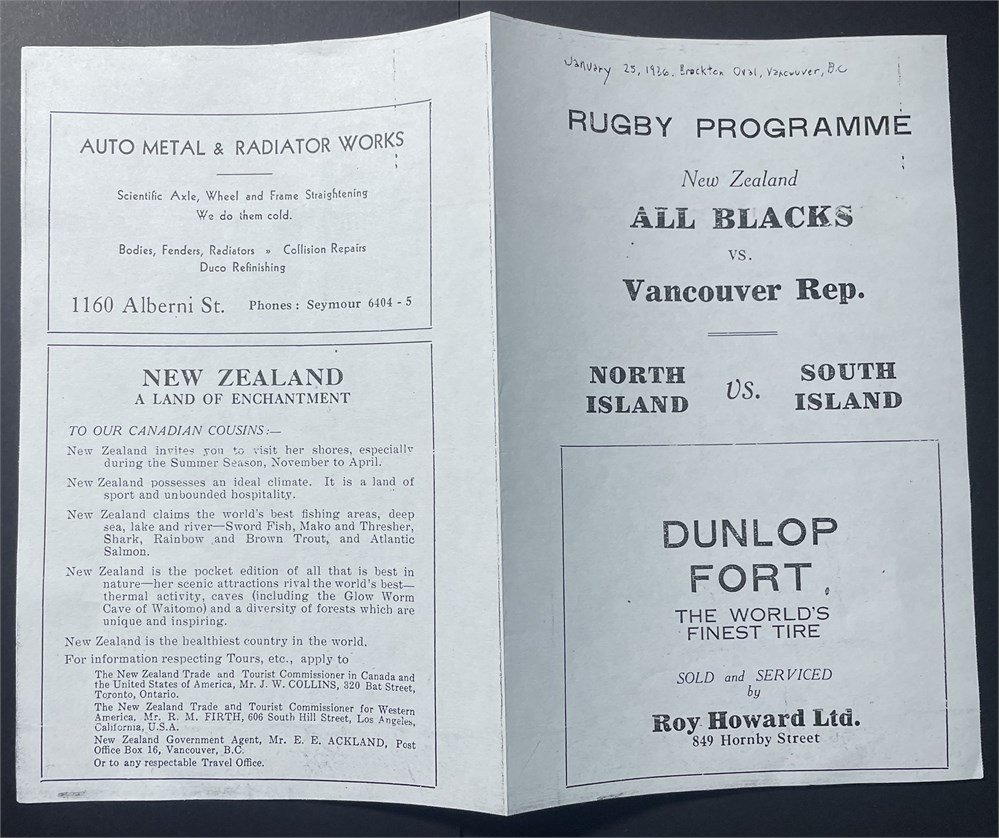 AUTO METAL & RADIATOR WORKS
Scientific Axle, Wheel and Frame Straightening
We do them cold.
Bodies, Fenders, Radiators » Collision Repairs
Duco Refinishing
1160 Alberni St. Phones: Seymour 6404 - 5
NEW ZEALAND
A LAND OF ENCHANTMENT
TO OUR CANADIAN COUSINS:—
New Zealand invites you to visit her shores, especially
during the Summer Season, November to April.
New Zealand possesses an ideal climate. It is a land of
sport and unbounded hospitality.
New Zealand claims the world's best fishing areas, deep
sea, lake and river—Sword Fish, Mako and Thresher,
Shark, Rainbow and Brown Trout, and Atlantic
Salmon.
New Zealand is the pocket edition of all that is best in
nature—her scenic attractions rival the world's best—
thermal activity, caves (including the Glow Worm
Cave of Waitomo) and a diversity of forests which are
unique and inspiring.
New Zealand is the healthiest country in the world.
For information respecting Tours, etc., apply to
The New Zealand Trade and Tourist Commissioner in Canada and
the United States of America, Mr. J. W. COLLINS, 320 Bat Street,
Toronto, Ontario.
The New Zealand Trade and Tourist Commissioner for Western
America, Mr. R. M. FIRTH, 606 South Hill Street, Los Angeles,
California, U.S.A.
New Zealand Government Agent, Mr. E. E. ACKLAND, Post
Office Box 16, Vancouver, B.C.
Or to any respectable Travel Office.
January 25, 1936. Brockton Oval, Vancouver, B.C
RUGBY PROGRAMME
New Zealand
ALL BLACKS
vs.
Vancouver Rep.
NORTH
ISLAND
vs.
SOUTH
ISLAND
DUNLOP
FORT
THE WORLD'S
FINEST TIRE
SOLD and SERVICED
by
Roy Howard Ltd.
849 Hornby Street